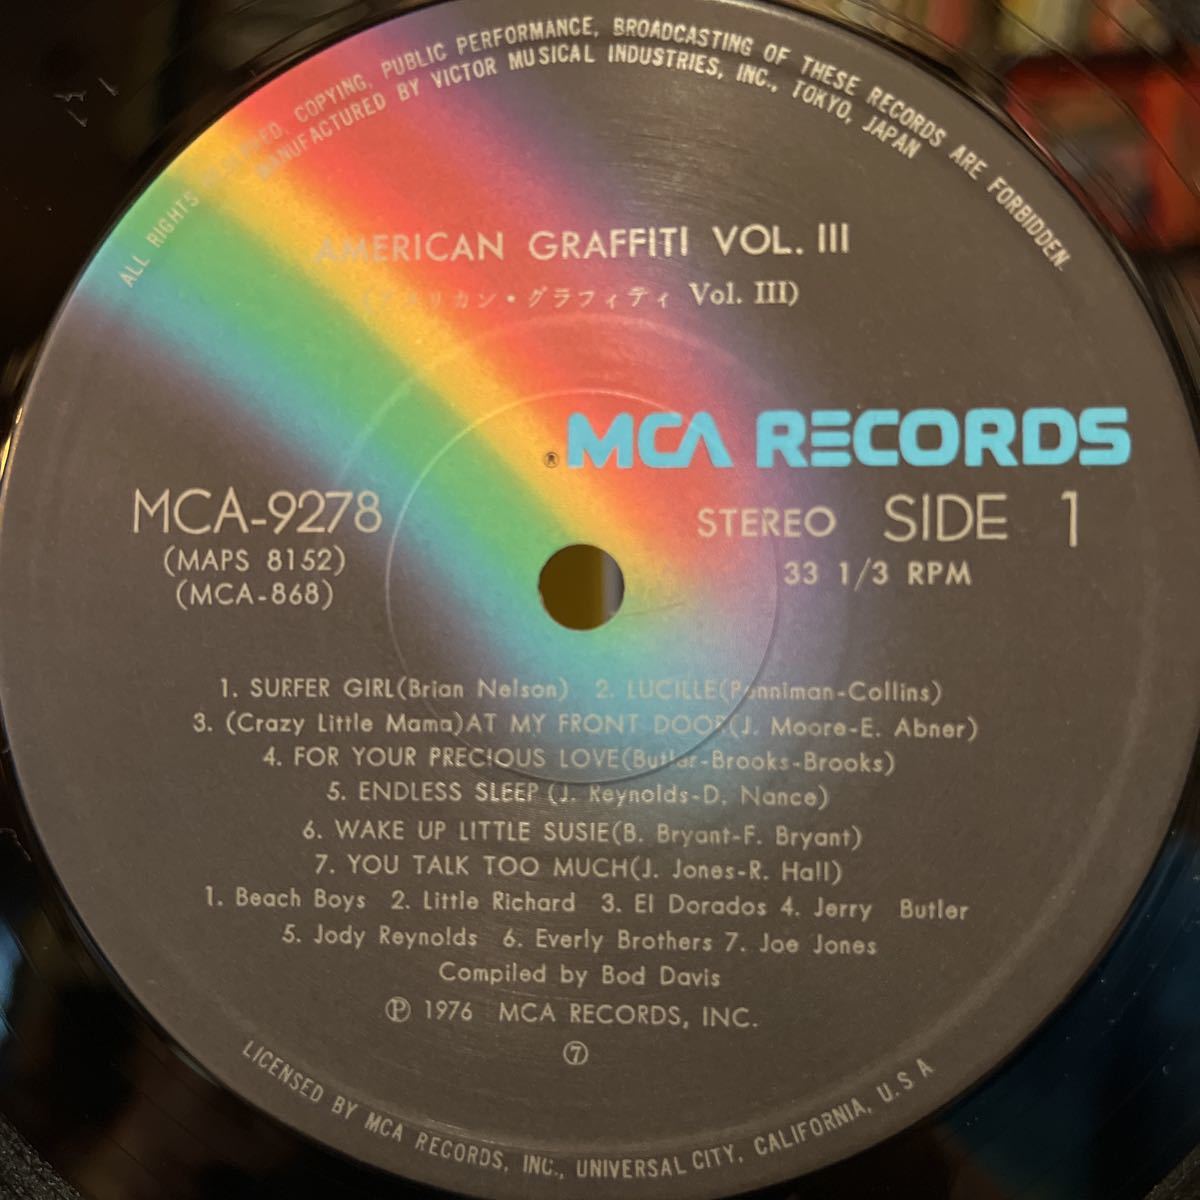 ALL RIGHTS RESERVED. COPYING, PUBLIC PERFORMANCE, BROADCASTING OF THESE RECORDS ARE FORBIDDEN.
MANUFACTURED BY VICTOR MUSICAL INDUSTRIES, INC., TOKYO, JAPAN
AMERICAN GRAFFITI VOL. III
(アメリカン・グラフィティ Vol. III)
® MCA RECORDS
MCA-9278
(MAPS 8152)
(MCA-868)
STEREO SIDE 1
33 1/3 RPM
1. SURFER GIRL(Brian Nelson) 2. LUCILLE(Penniman-Collins)
3. (Crazy Little Mama)AT MY FRONT DOOR(J. Moore-E. Abner)
4. FOR YOUR PRECIOUS LOVE(Butler-Brooks-Brooks)
5. ENDLESS SLEEP (J. Reynolds-D. Nance)
6. WAKE UP LITTLE SUSIE(B. Bryant-F. Bryant)
7. YOU TALK TOO MUCH(J. Jones-R. Hall)
1. Beach Boys 2. Little Richard 3. El Dorados 4. Jerry Butler
5. Jody Reynolds 6. Everly Brothers 7. Joe Jones
Compiled by Bod Davis
Ⓟ 1976 MCA RECORDS, INC.
⑦
LICENSED BY MCA RECORDS, INC., UNIVERSAL CITY, CALIFORNIA, U.S A